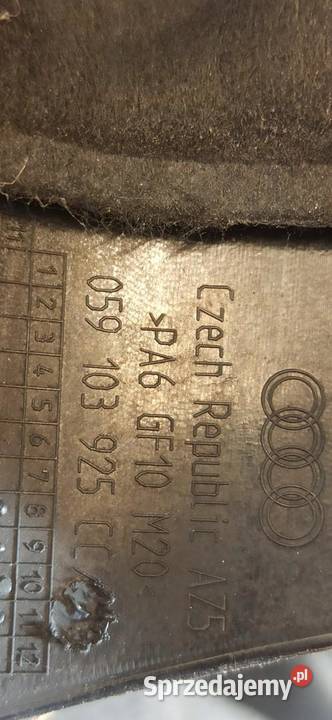 Czech Republic AZ5
>PA6 GF10 M20<
059 103 925 CC
1 2 3 4 5 6 7 8 9 10 11 12
Sprzedajemy.pl